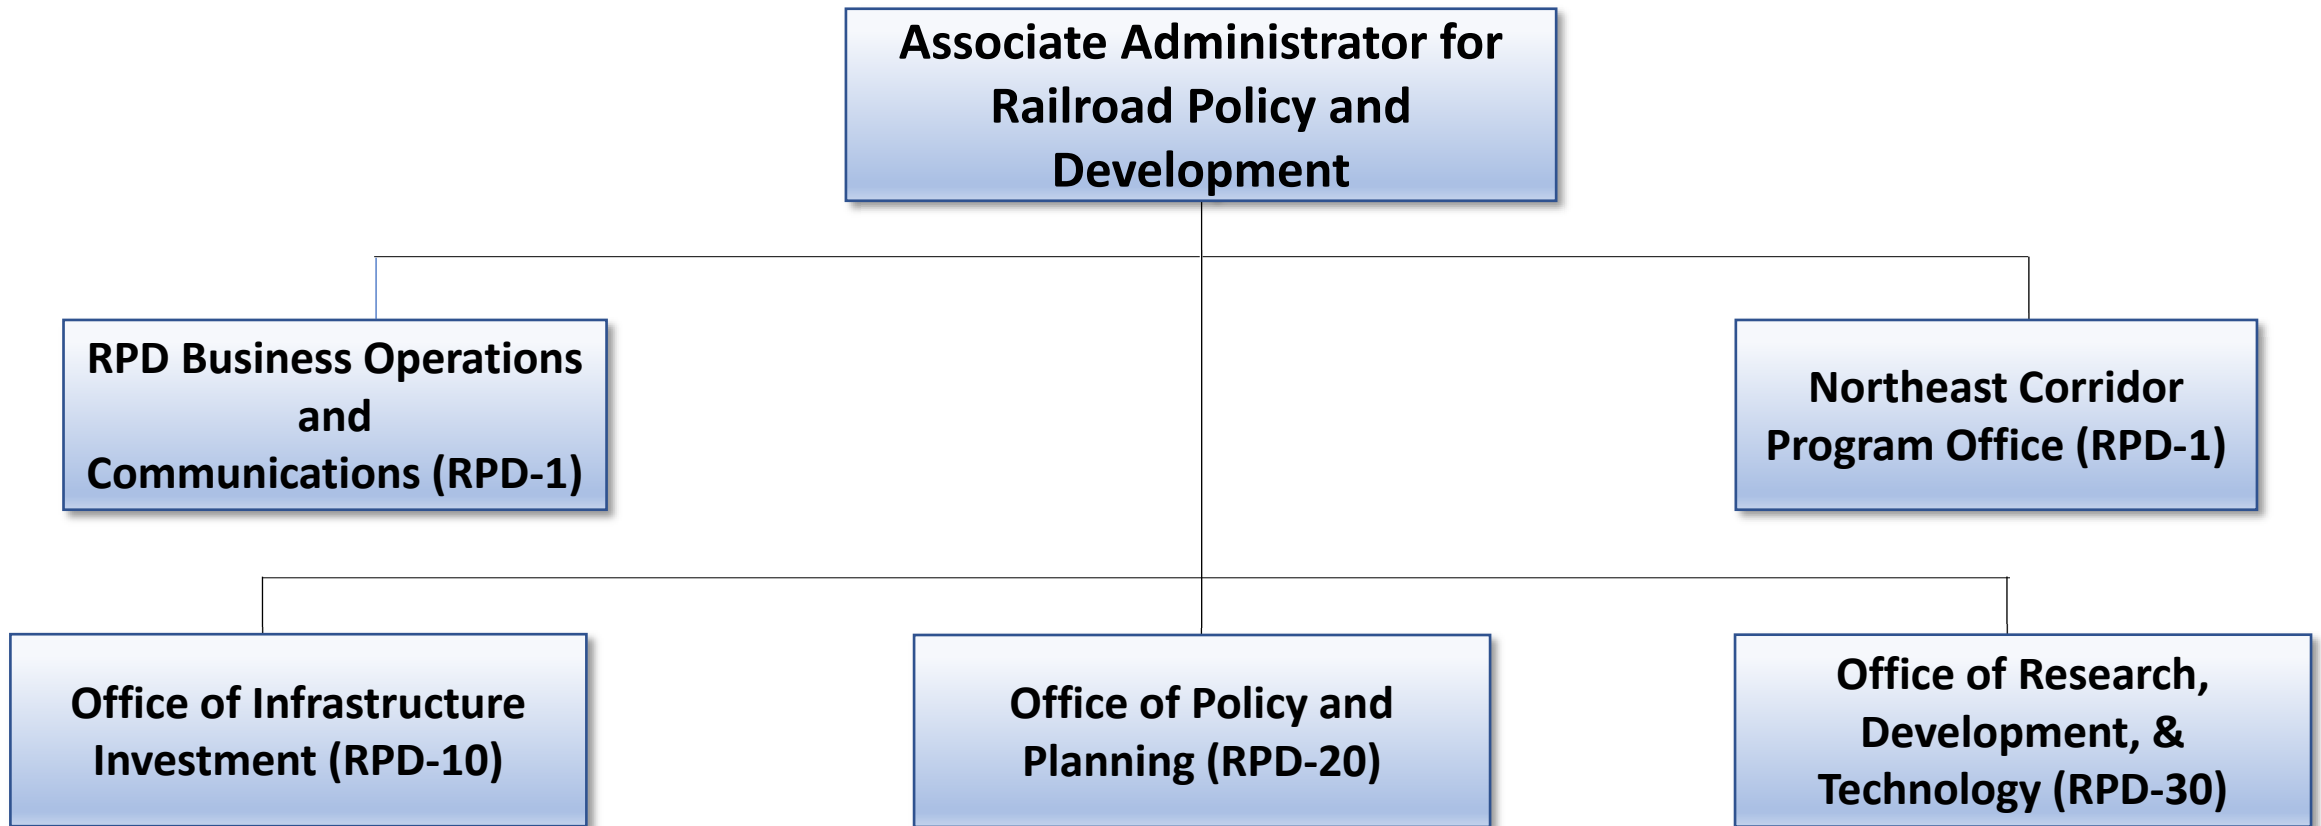 Associate Administrator for
Railroad Policy and
Development
RPD Business Operations
and
Communications (RPD-1)
Northeast Corridor
Program Office (RPD-1)
Office of Infrastructure
Investment (RPD-10)
Office of Policy and
Planning (RPD-20)
Office of Research,
Development, &
Technology (RPD-30)